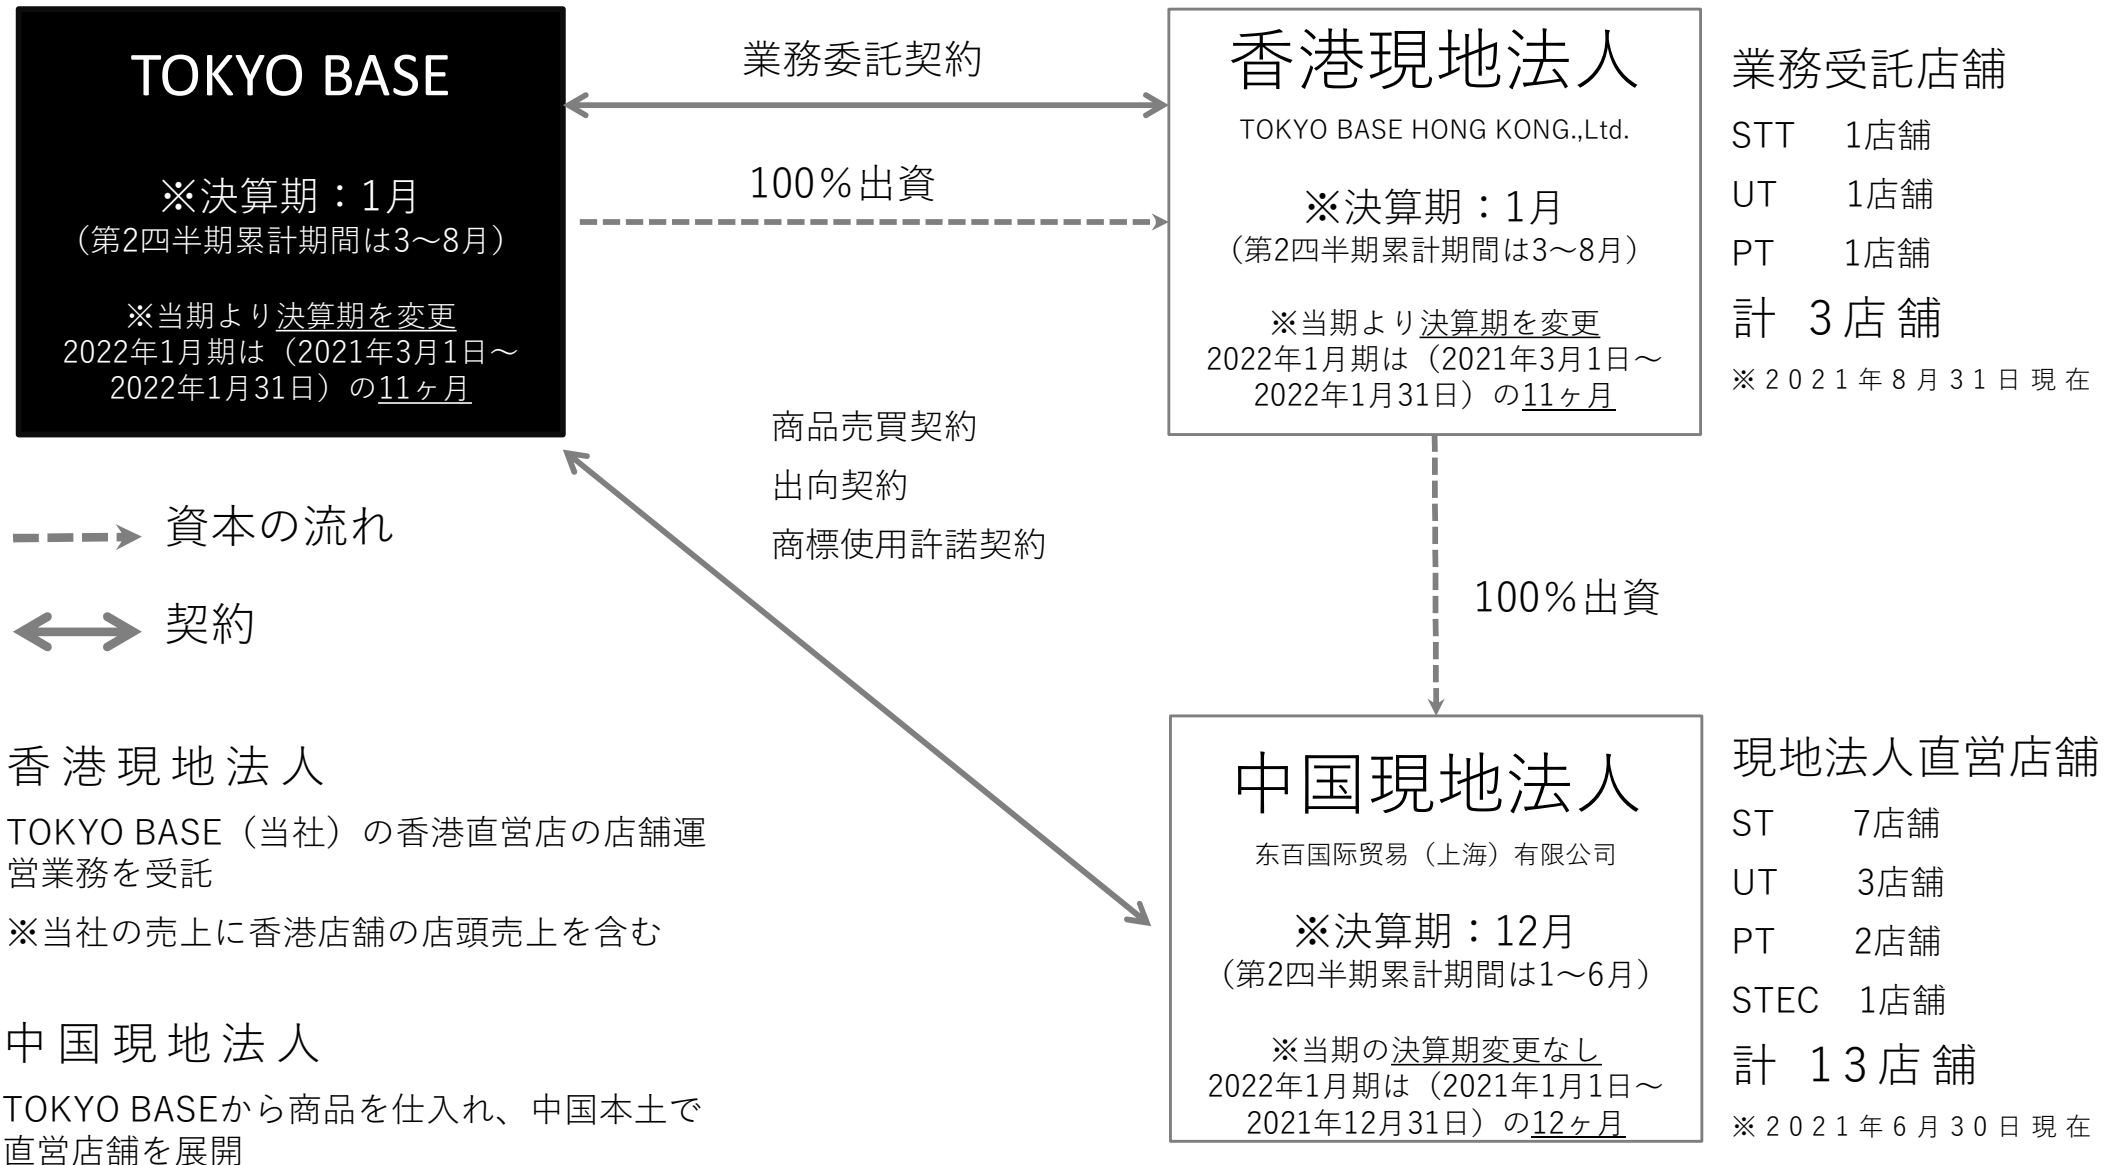 TOKYO BASE
※決算期：1月
（第2四半期累計期間は3～8月）
※当期より決算期を変更
2022年1月期は（2021年3月1日～
2022年1月31日）の11ヶ月
業務委託契約
100％出資
香港現地法人
TOKYO BASE HONG KONG.,Ltd.
※決算期：1月
（第2四半期累計期間は3～8月）
※当期より決算期を変更
2022年1月期は（2021年3月1日～
2022年1月31日）の11ヶ月
業務受託店舗
STT 1店舗
UT 1店舗
PT 1店舗
計 3店舗
※2021年8月31日現在
商品売買契約
出向契約
商標使用許諾契約
資本の流れ
契約
100％出資
香港現地法人
TOKYO BASE（当社）の香港直営店の店舗運
営業務を受託
※当社の売上に香港店舗の店頭売上を含む
中国現地法人
TOKYO BASEから商品を仕入れ、中国本土で
直営店舗を展開
中国現地法人
东百国际贸易（上海）有限公司
※決算期：12月
（第2四半期累計期間は1～6月）
※当期の決算期変更なし
2022年1月期は（2021年1月1日～
2021年12月31日）の12ヶ月
現地法人直営店舗
ST 7店舗
UT 3店舗
PT 2店舗
STEC 1店舗
計 13店舗
※2021年6月30日現在